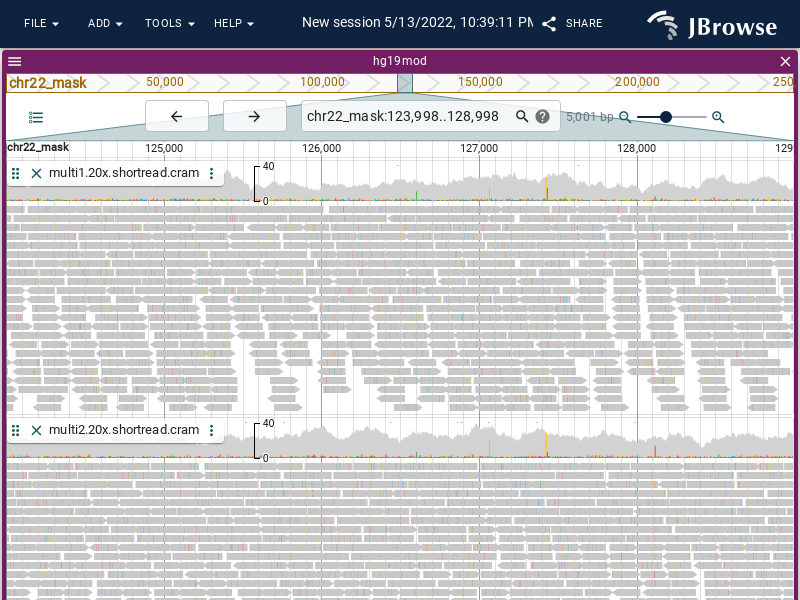 FILE ADD TOOLS HELP New session 5/13/2022, 10:39:11 PM SHARE JBrowse
hg19mod
chr22_mask 50,000 100,000 150,000 200,000 250
chr22_mask:123,998..128,998 5,001 bp
chr22_mask 125,000 126,000 127,000 128,000 129
multi1.20x.shortread.cram 40
0
multi2.20x.shortread.cram 40
0